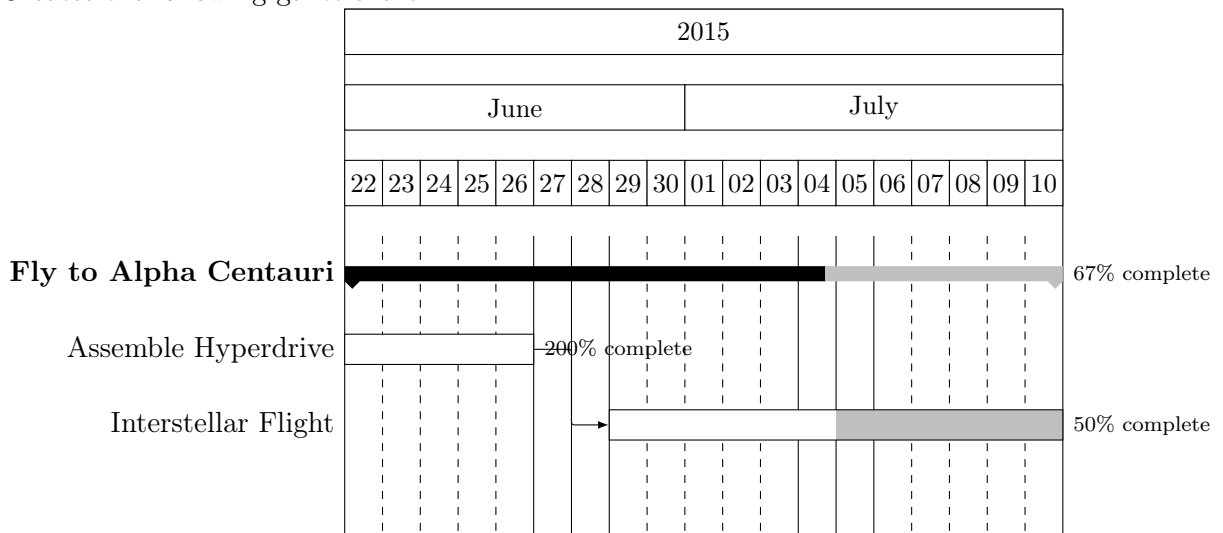 2015
June July
22 23 24 25 26 27 28 29 30 01 02 03 04 05 06 07 08 09 10
Fly to Alpha Centauri 67% complete
Assemble Hyperdrive 200% complete
Interstellar Flight 50% complete